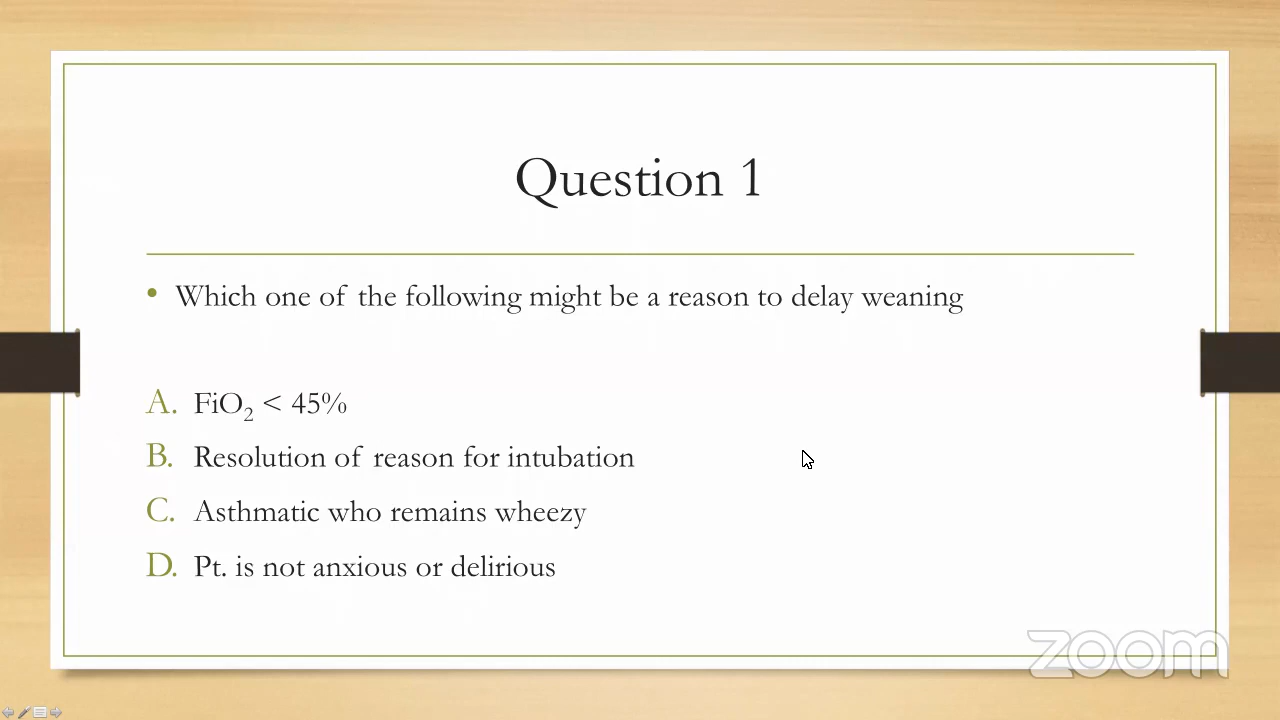 Question 1
• Which one of the following might be a reason to delay weaning
A. FiO₂ < 45%
B. Resolution of reason for intubation
C. Asthmatic who remains wheezy
D. Pt. is not anxious or delirious
zoom